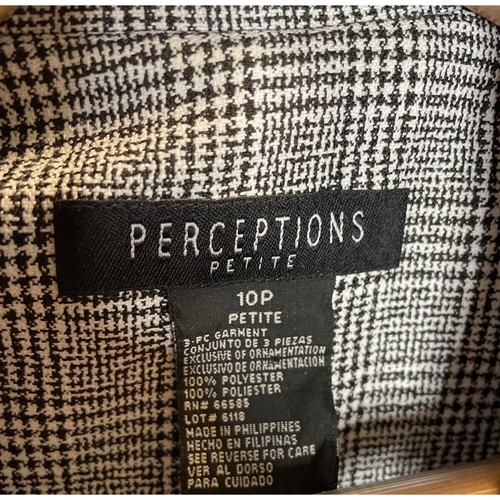 PERCEPTIONS
PETITE
10P
PETITE
3-PC GARMENT
CONJUNTO DE 3 PIEZAS
EXCLUSIVE OF ORNAMENTATION
EXCLUSIVO DE ORNAMENTACION
100% POLYESTER
100% POLIESTER
RN# 66585
LOT# 6118
MADE IN PHILIPPINES
HECHO EN FILIPINAS
SEE REVERSE FOR CARE
VER AL DORSO
PARA CUIDADO